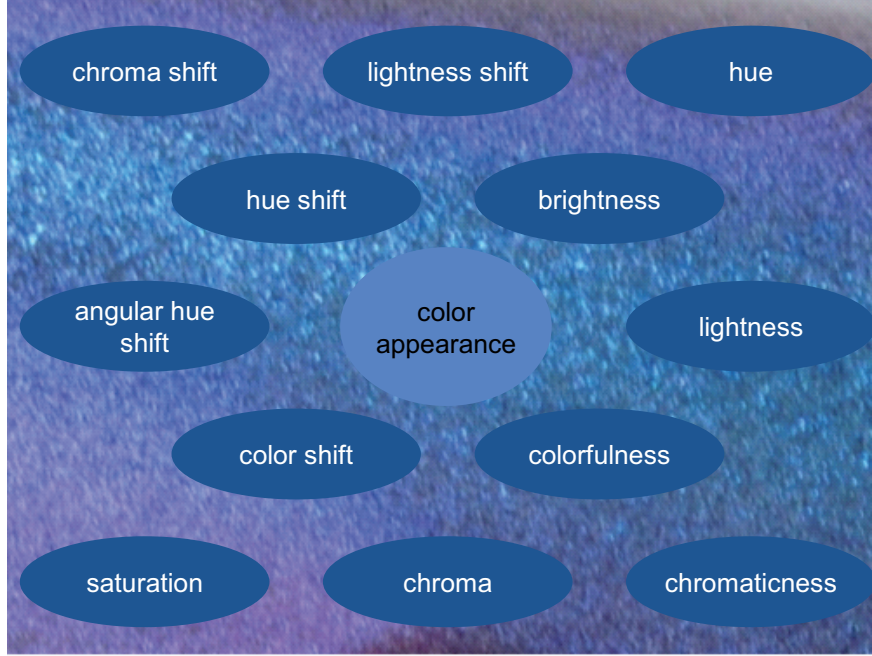 chroma shift
lightness shift
hue
hue shift
brightness
angular hue
shift
color
appearance
lightness
color shift
colorfulness
saturation
chroma
chromaticness